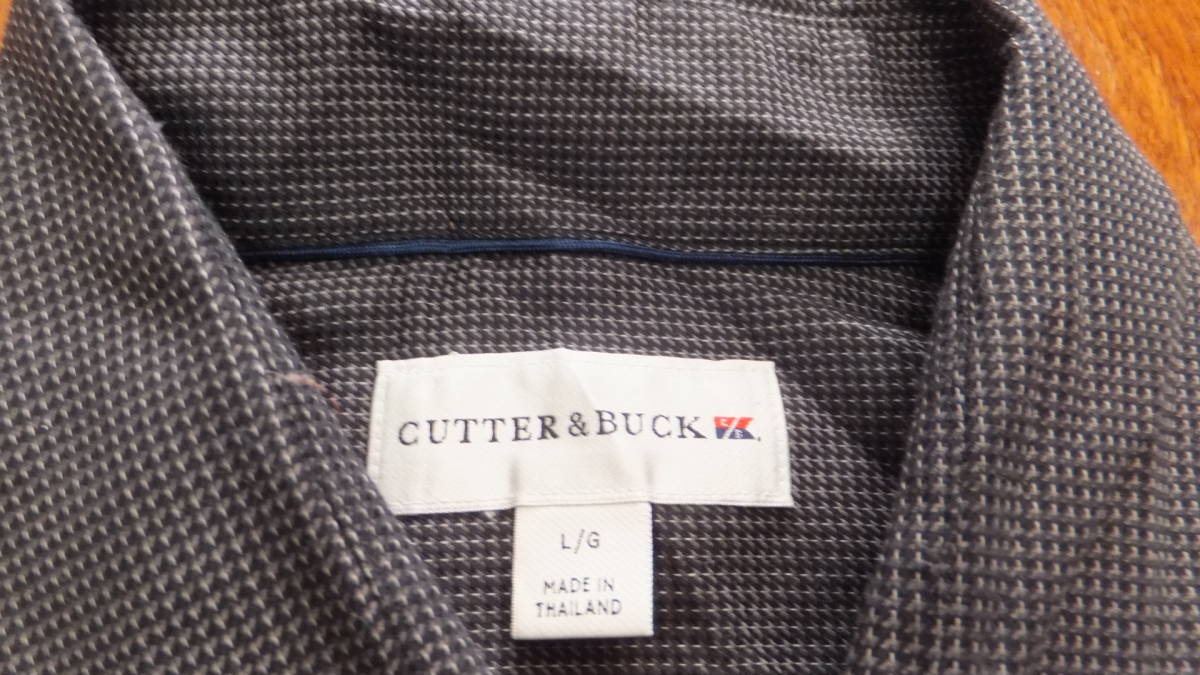 CUTTER & BUCK
L/G
MADE IN
THAILAND